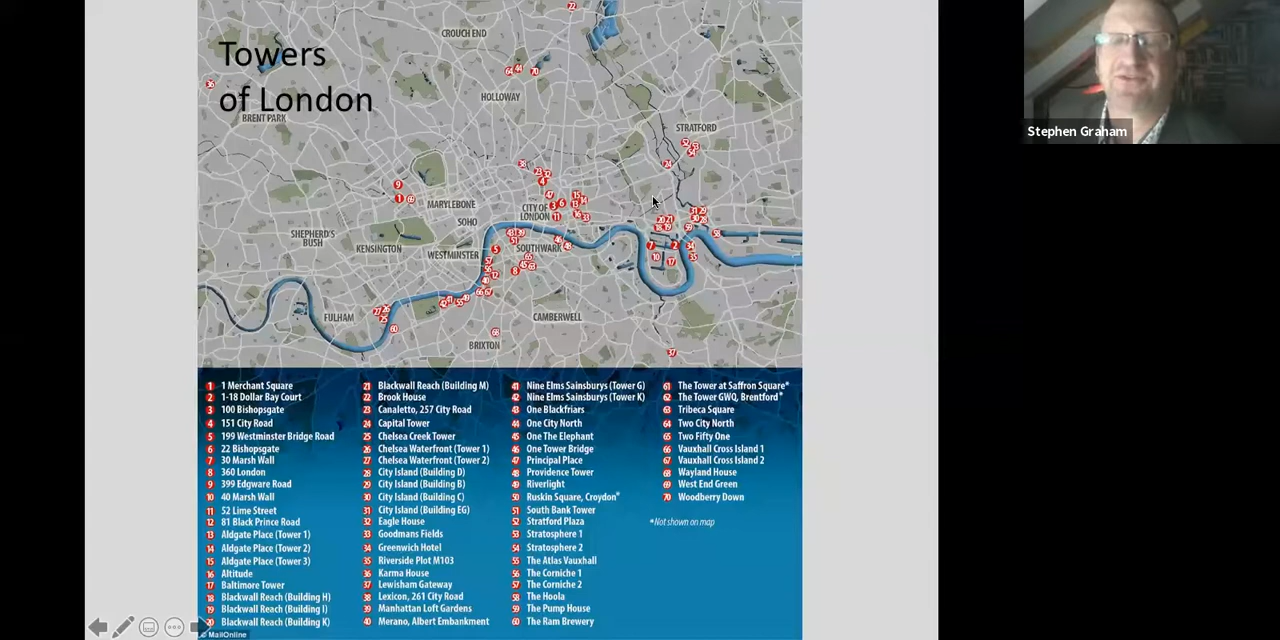 Towers
of London
CROUCH END
HOLLOWAY
BRENT PARK
STRATFORD
MARYLEBONE
SOHO
CITY OF
LONDON
SHEPHERD'S
BUSH
KENSINGTON
WESTMINSTER
SOUTHWARK
FULHAM
CAMBERWELL
BRIXTON
1 1 Merchant Square
2 1-18 Dollar Bay Court
3 100 Bishopsgate
4 151 City Road
5 199 Westminster Bridge Road
6 22 Bishopsgate
7 30 Marsh Wall
8 360 London
9 399 Edgware Road
10 40 Marsh Wall
11 52 Lime Street
12 81 Black Prince Road
13 Aldgate Place (Tower 1)
14 Aldgate Place (Tower 2)
15 Aldgate Place (Tower 3)
16 Altitude
17 Baltimore Tower
18 Blackwall Reach (Building H)
19 Blackwall Reach (Building I)
20 Blackwall Reach (Building K)
21 Blackwall Reach (Building M)
22 Brook House
23 Canaletto, 257 City Road
24 Capital Tower
25 Chelsea Creek Tower
26 Chelsea Waterfront (Tower 1)
27 Chelsea Waterfront (Tower 2)
28 City Island (Building D)
29 City Island (Building B)
30 City Island (Building C)
31 City Island (Building EG)
32 Eagle House
33 Goodmans Fields
34 Greenwich Hotel
35 Riverside Plot M103
36 Karma House
37 Lewisham Gateway
38 Lexicon, 261 City Road
39 Manhattan Loft Gardens
40 Merano, Albert Embankment
41 Nine Elms Sainsburys (Tower G)
42 Nine Elms Sainsburys (Tower K)
43 One Blackfriars
44 One City North
45 One The Elephant
46 One Tower Bridge
47 Principal Place
48 Providence Tower
49 Riverlight
50 Ruskin Square, Croydon*
51 South Bank Tower
52 Stratford Plaza
53 Stratosphere 1
54 Stratosphere 2
55 The Atlas Vauxhall
56 The Corniche 1
57 The Corniche 2
58 The Hoola
59 The Pump House
60 The Ram Brewery
61 The Tower at Saffron Square*
62 The Tower GWQ, Brentford*
63 Tribeca Square
64 Two City North
65 Two Fifty One
66 Vauxhall Cross Island 1
67 Vauxhall Cross Island 2
68 Wayland House
69 West End Green
70 Woodberry Down
*Not shown on map
© MailOnline
Stephen Graham